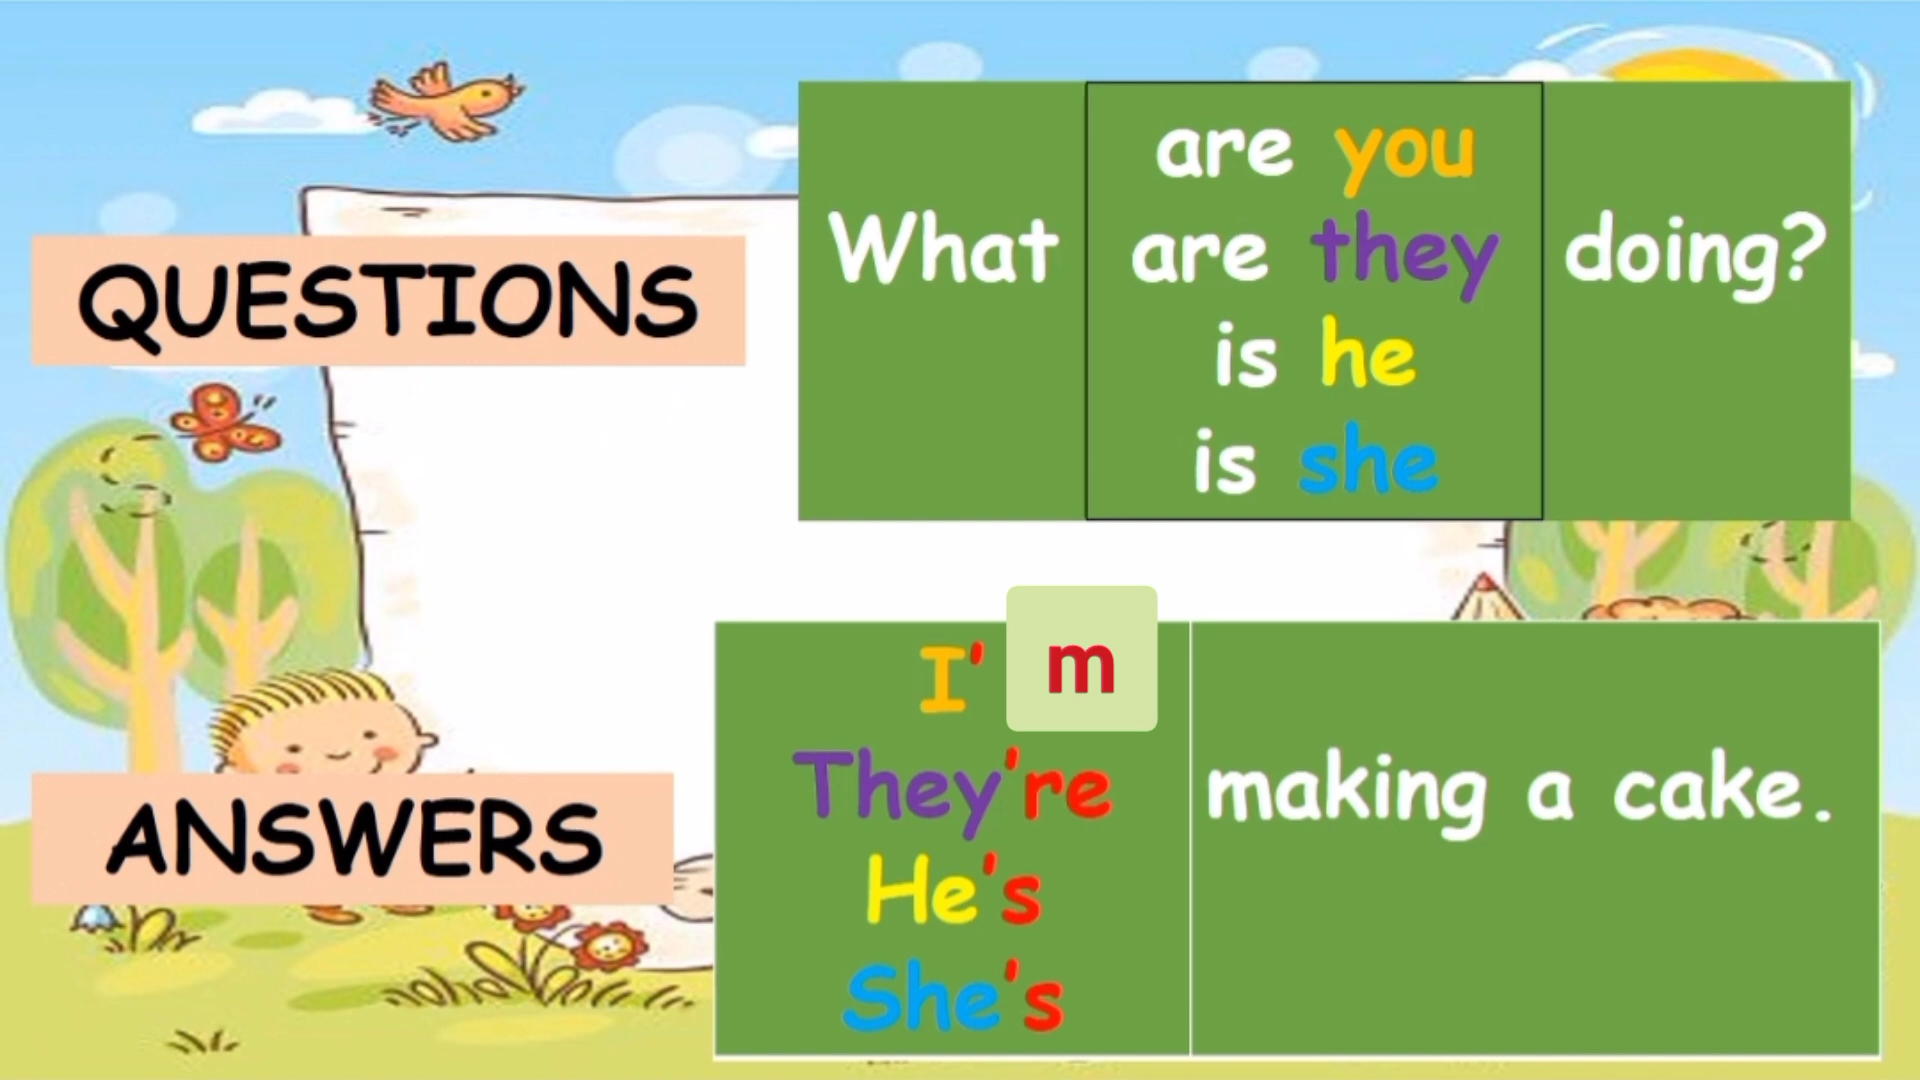 QUESTIONS
What
are you
are they
is he
is she
doing?
ANSWERS
I'm
They're
He's
She's
making a cake.